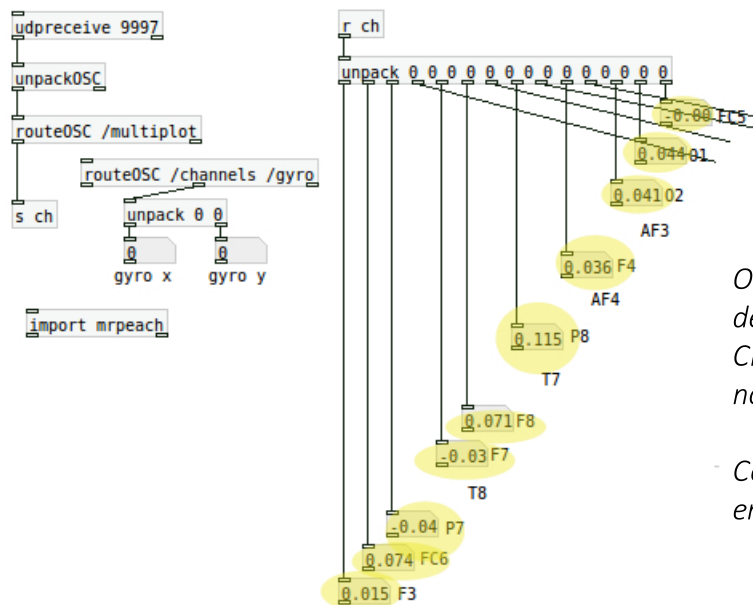 udpreceive 9997
unpackOSC
routeOSC /multiplot
routeOSC /channels /gyro
s ch
unpack 0 0
0
0
gyro x
gyro y
import mrpeach
r ch
unpack 0 0 0 0 0 0 0 0 0 0 0 0 0 0
-0.00 FC5
0.044 O1
0.041 O2
AF3
0.036 F4
AF4
0.115 P8
T7
0.071 F8
-0.03 F7
T8
-0.04 P7
0.074 FC6
0.015 F3